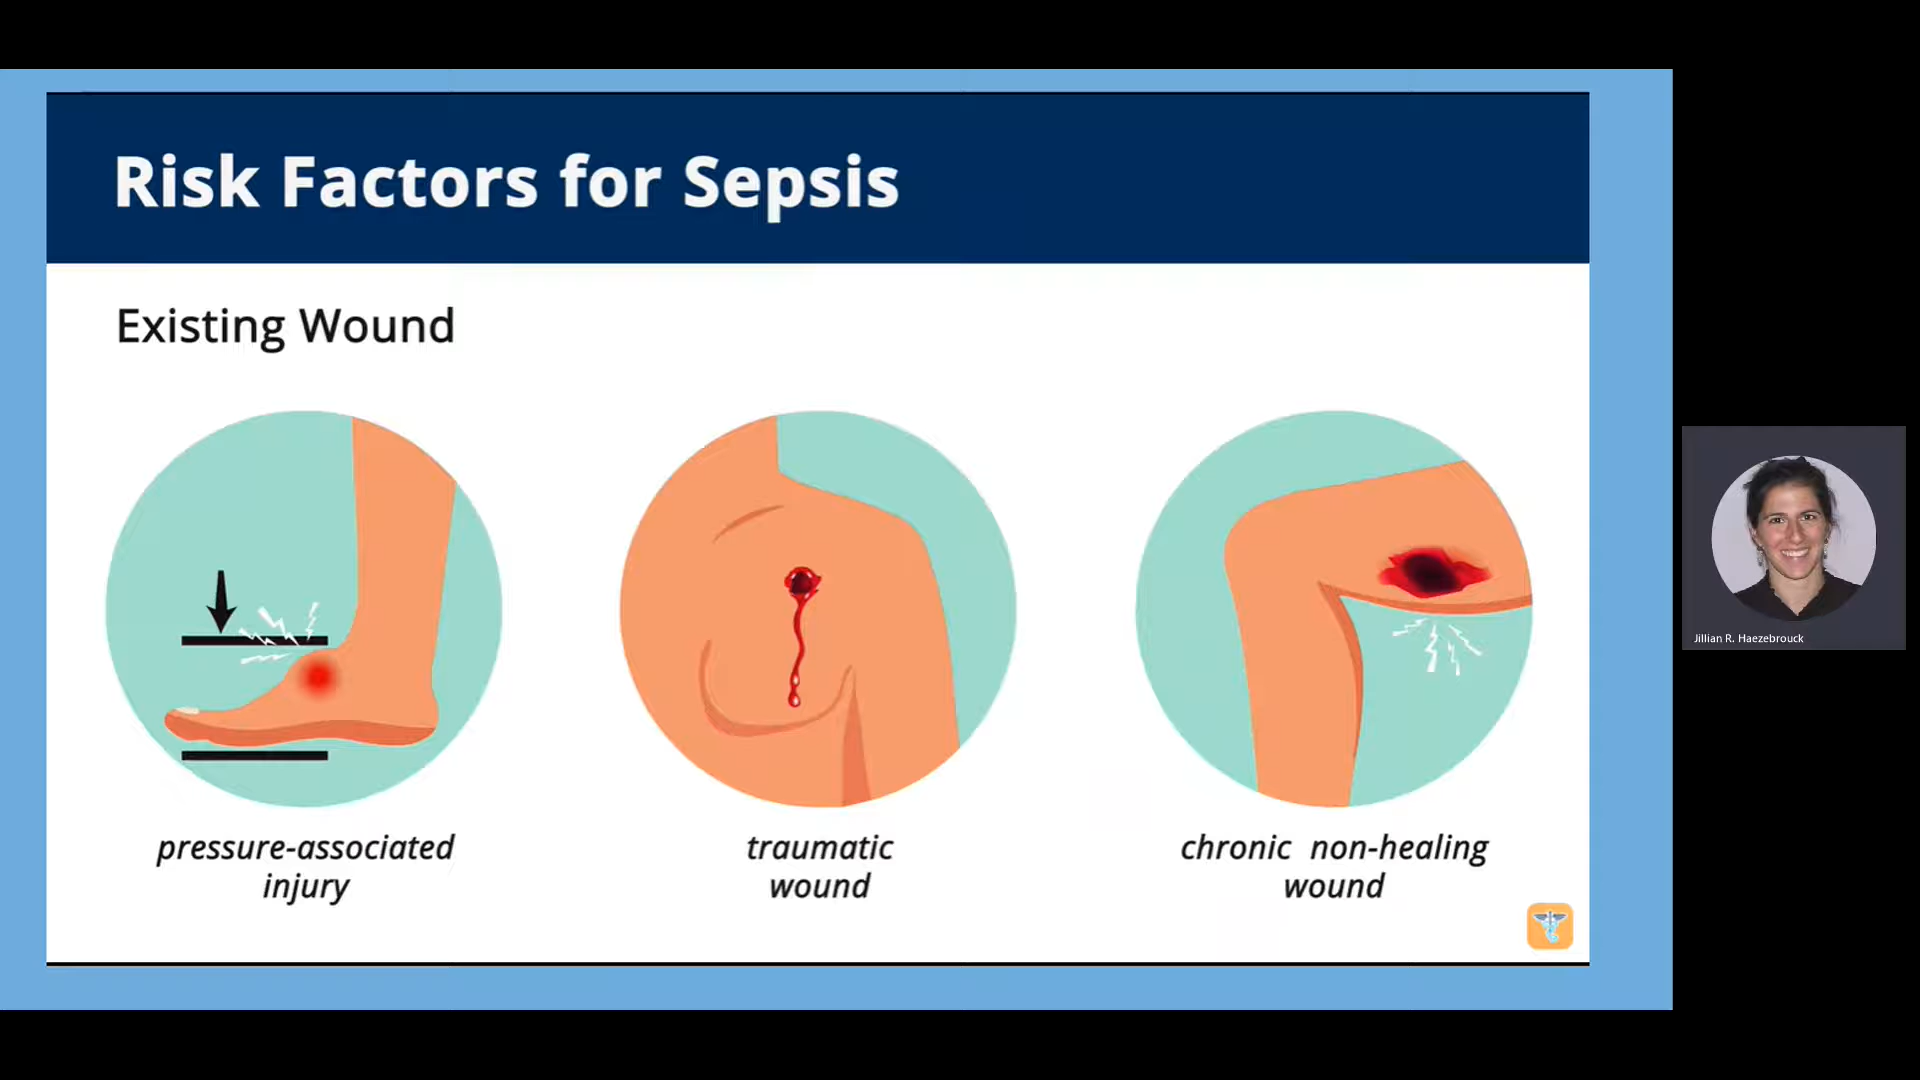 Risk Factors for Sepsis
Existing Wound
pressure-associated
injury
traumatic
wound
chronic non-healing
wound
Jillian R. Haezebrouck